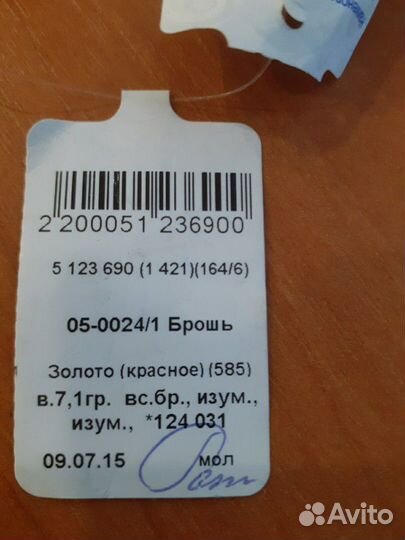 2 200051 236900
5 123 690 (1 421)(164/6)
05-0024/1 Брошь
Золото (красное) (585)
в.7,1гр. вс.бр., изум.,
изум., *124 031
09.07.15 мол
Avito